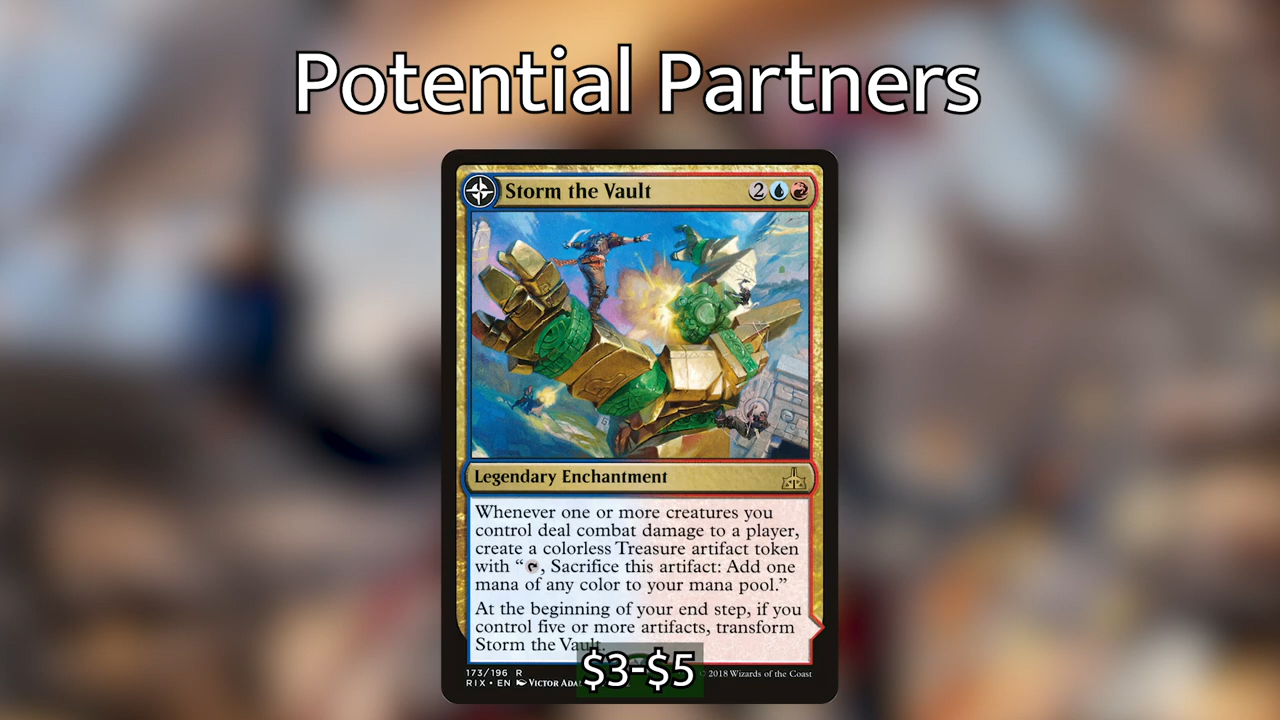 Potential Partners
Storm the Vault 2
Legendary Enchantment
Whenever one or more creatures you
control deal combat damage to a player,
create a colorless Treasure artifact token
with “, Sacrifice this artifact: Add one
mana of any color to your mana pool.”
At the beginning of your end step, if you
control five or more artifacts, transform
Storm the Vault.
173/196 R
RIX • EN VICTOR
© 2018 Wizards of the Coast
$3-$5